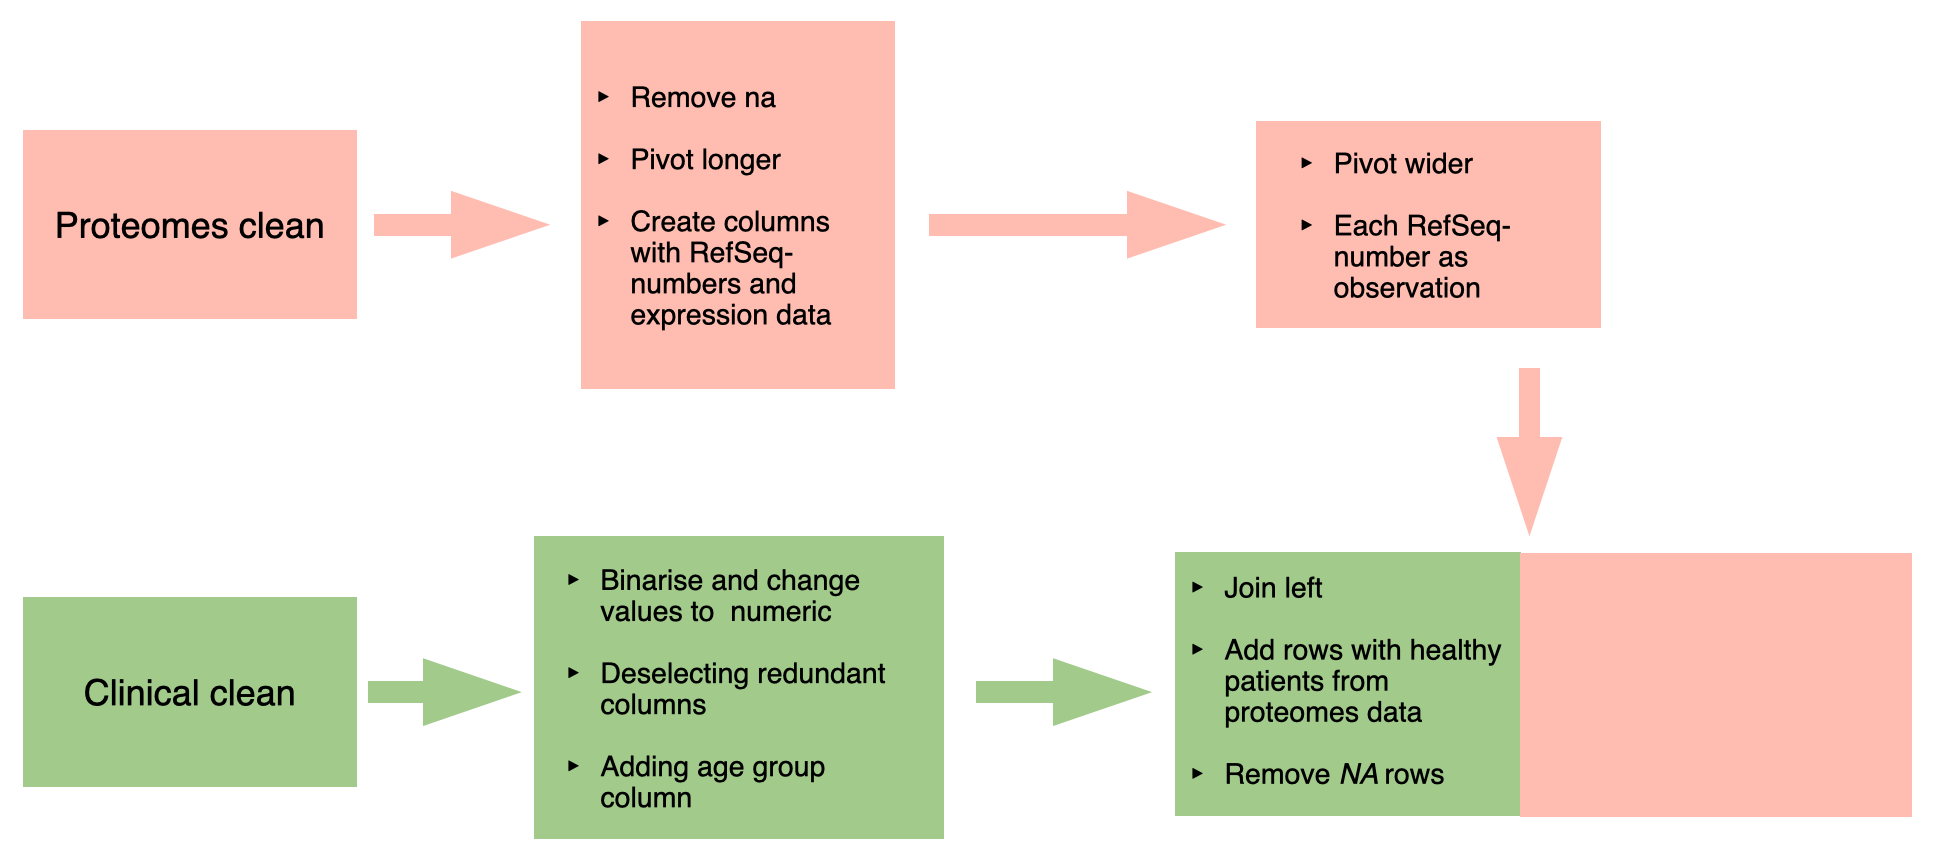 Proteomes clean
‣ Remove na
‣ Pivot longer
‣ Create columns
with RefSeq-
numbers and
expression data
‣ Pivot wider
‣ Each RefSeq-
number as
observation
Clinical clean
‣ Binarise and change
values to  numeric
‣ Deselecting redundant
columns
‣ Adding age group
column
‣ Join left
‣ Add rows with healthy
patients from
proteomes data
‣ Remove NA rows